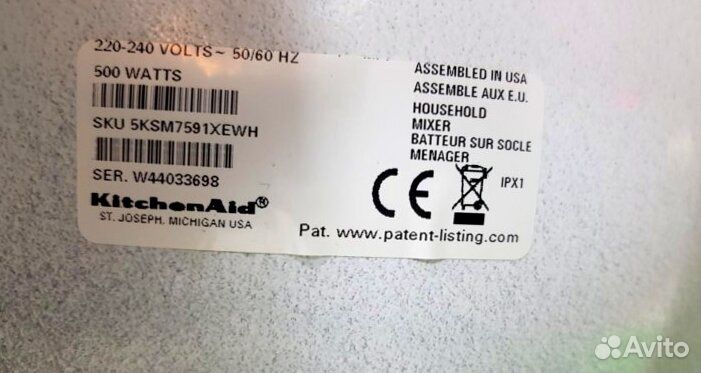 220-240 VOLTS~ 50/60 HZ
500 WATTS
SKU 5KSM7591XEWH
SER. W44033698
KitchenAid®
ST. JOSEPH, MICHIGAN USA
ASSEMBLED IN USA
ASSEMBLE AUX E.U.
HOUSEHOLD
MIXER
BATTEUR SUR SOCLE
MENAGER
CE
IPX1
Pat. www.patent-listing.com
Avito